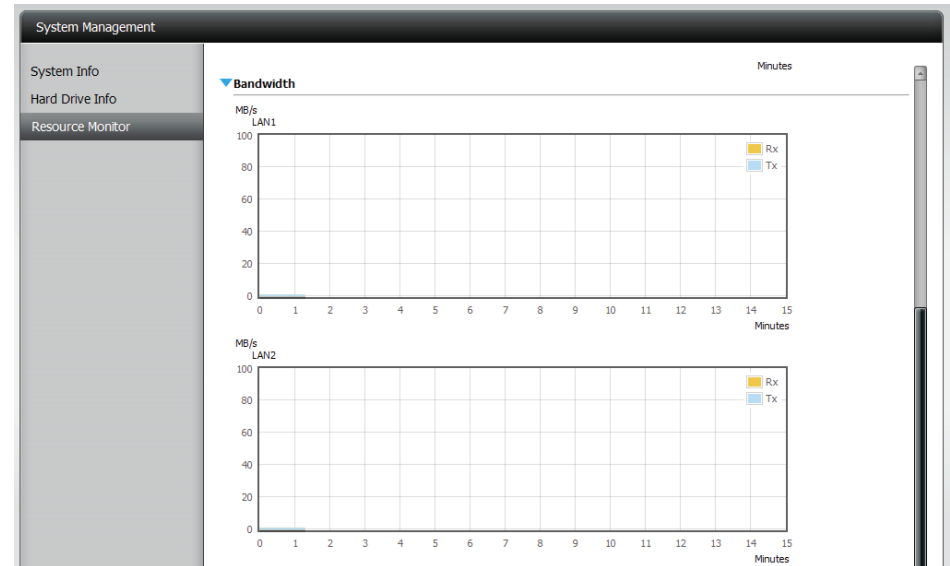 System Management
System Info
Hard Drive Info
Resource Monitor
Minutes
Bandwidth
MB/s
LAN1
100
80
60
40
20
0
Rx
Tx
0 1 2 3 4 5 6 7 8 9 10 11 12 13 14 15
Minutes
MB/s
LAN2
100
80
60
40
20
0
Rx
Tx
0 1 2 3 4 5 6 7 8 9 10 11 12 13 14 15
Minutes